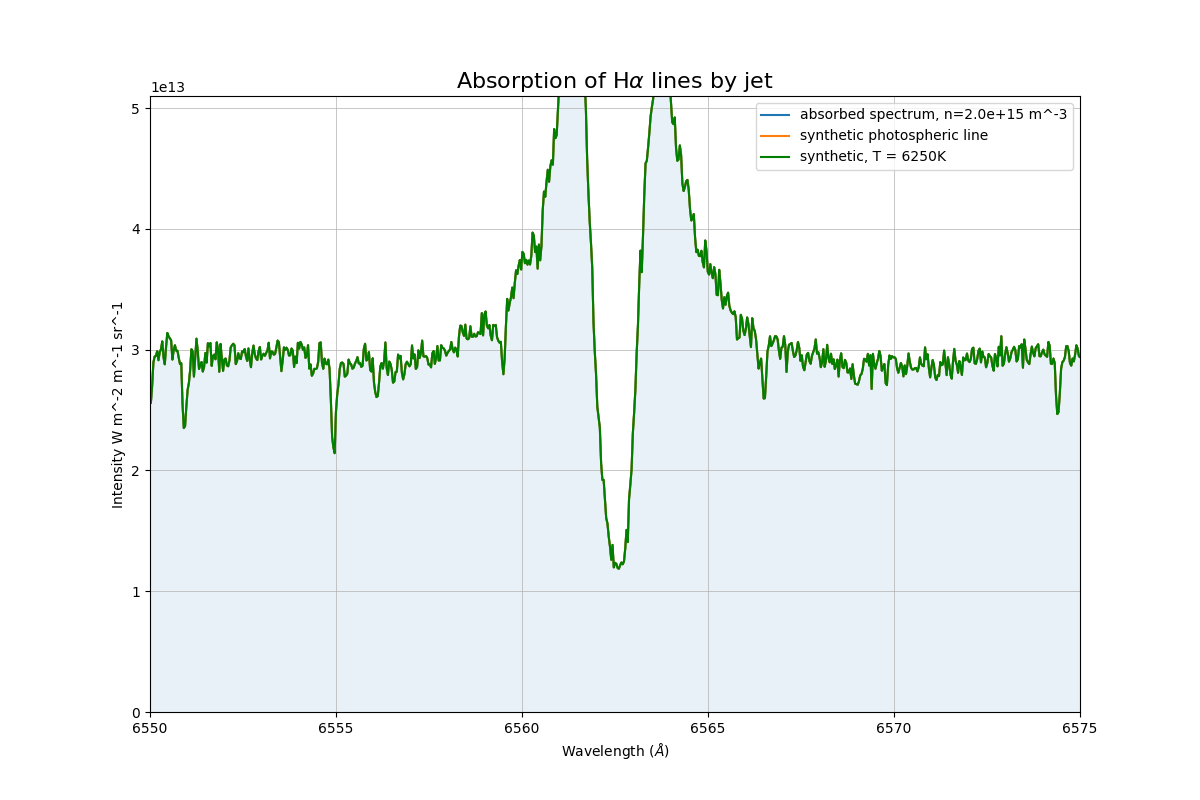 Absorption of Hα lines by jet
1e13
absorbed spectrum, n=2.0e+15 m^-3
synthetic photospheric line
synthetic, T = 6250K
5
4
3
2
1
0
Intensity W m^-2 m^-1 sr^-1
6550 6555 6560 6565 6570 6575
Wavelength (Å)